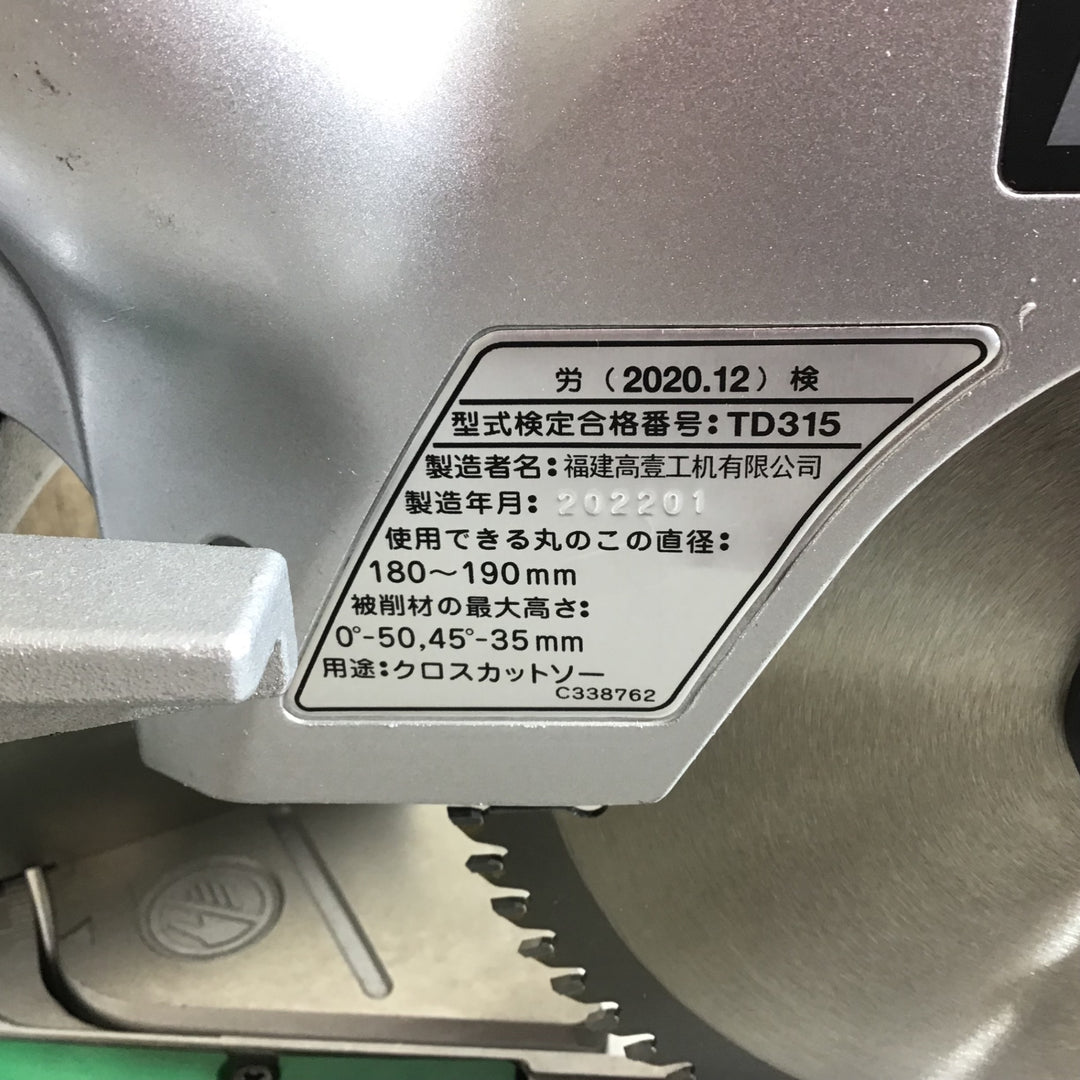 労（2020.12）検
型式検定合格番号：TD315
製造者名：福建高壹工机有限公司
製造年月：202201
使用できる丸のこの直径：
180〜190mm
被削材の最大高さ：
0°-50,45°-35mm
用途：クロスカットソー
C338762